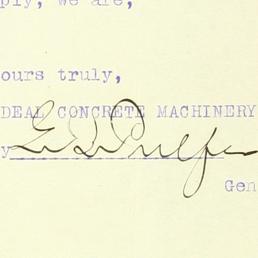 ply, we are,
ours truly,
DEAL CONCRETE MACHINERY
y
Gen